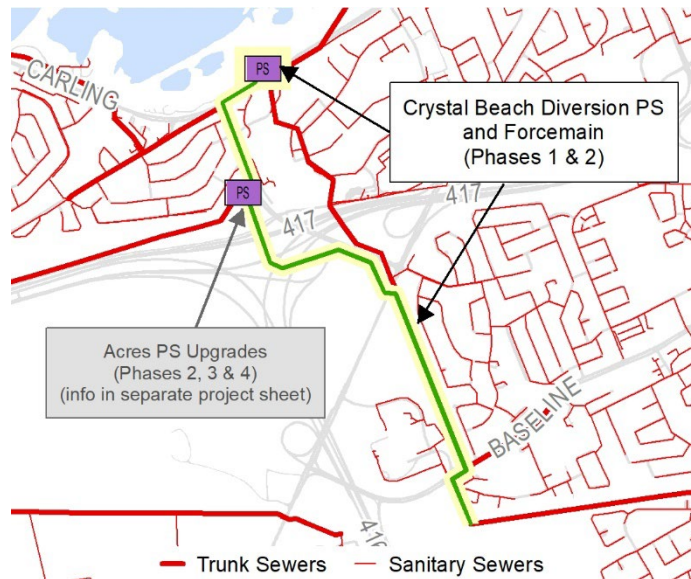 PS
CARLING
Crystal Beach Diversion PS
and Forcemain
(Phases 1 & 2)
PS
417
417
Acres PS Upgrades
(Phases 2, 3 & 4)
(info in separate project sheet)
BASELINE
416
Trunk Sewers
Sanitary Sewers